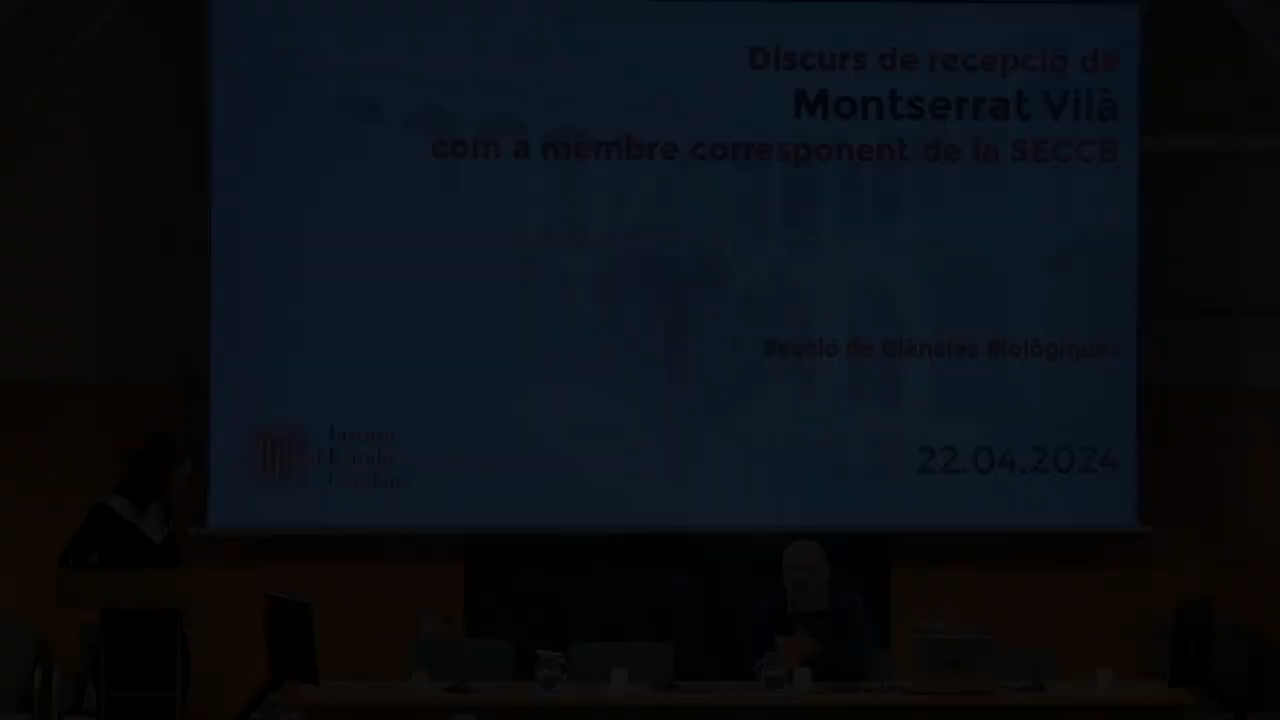 Discurs de recepció de
Montserrat Vilà
com a membre corresponent de la SECCB
Secció de Ciències Biològiques
Institut
d'Estudis
Catalans
22.04.2024